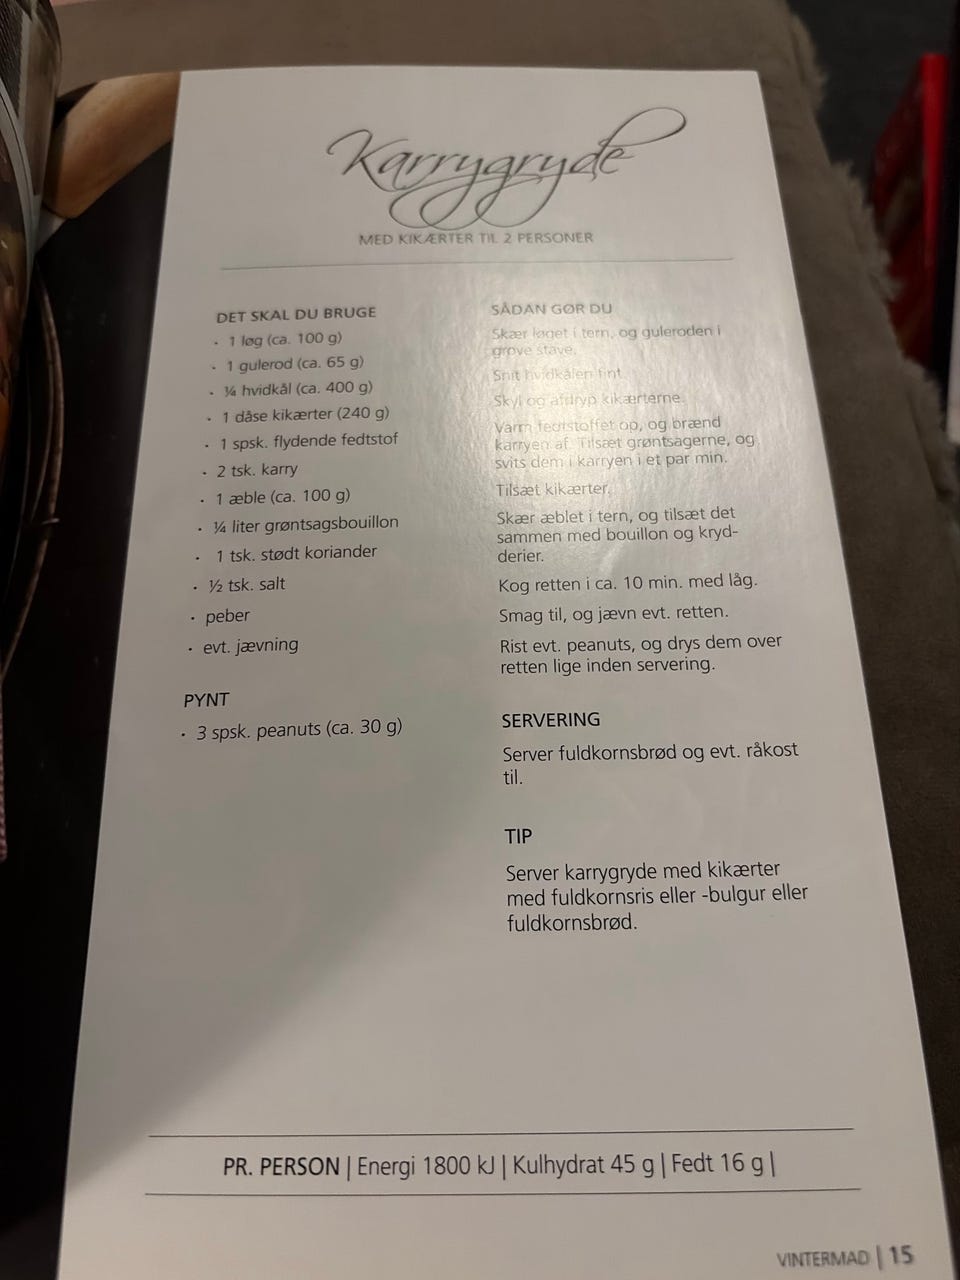 Karrygryde
MED KIKÆRTER TIL 2 PERSONER
DET SKAL DU BRUGE
· 1 løg (ca. 100 g)
· 1 gulerod (ca. 65 g)
· ¼ hvidkål (ca. 400 g)
· 1 dåse kikærter (240 g)
· 1 spsk. flydende fedtstof
· 2 tsk. karry
· 1 æble (ca. 100 g)
· ¼ liter grøntsagsbouillon
· 1 tsk. stødt koriander
· ½ tsk. salt
· peber
· evt. jævning
PYNT
· 3 spsk. peanuts (ca. 30 g)
SÅDAN GØR DU
Skær løget i tern, og guleroden i
grove stave.
Snit hvidkålen fint.
Skyl og afdryp kikærterne.
Varm fedtstoffet op, og brænd
karryen af. Tilsæt grøntsagerne, og
svits dem i karryen i et par min.
Tilsæt kikærter.
Skær æblet i tern, og tilsæt det
sammen med bouillon og kryd-
derier.
Kog retten i ca. 10 min. med låg.
Smag til, og jævn evt. retten.
Rist evt. peanuts, og drys dem over
retten lige inden servering.
SERVERING
Server fuldkornsbrød og evt. råkost
til.
TIP
Server karrygryde med kikærter
med fuldkornsris eller -bulgur eller
fuldkornsbrød.
PR. PERSON | Energi 1800 kJ | Kulhydrat 45 g | Fedt 16 g |
VINTERMAD | 15